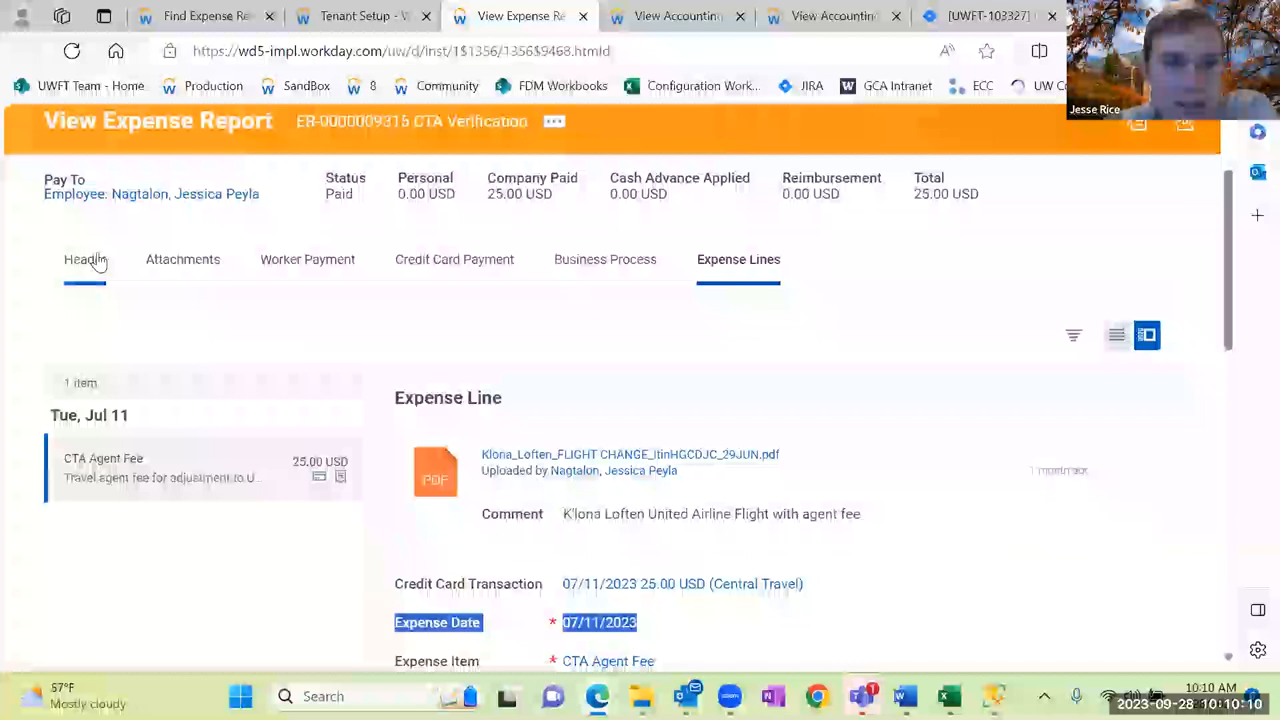 Find Expense Re
Tenant Setup - W
View Expense Re
View Accounting
View Accounting
[UWFT-103327]
https://wd5-impl.workday.com/uw/d/inst/1$1356/1356$9468.htmld
UWFT Team - Home
Production
SandBox
8
Community
FDM Workbooks
Configuration Work...
JIRA
GCA Intranet
ECC
UW Co
Jesse Rice
View Expense Report
ER-0000009315 CTA Verification
Pay To
Employee: Nagtalon, Jessica Peyla
Status
Paid
Personal
0.00 USD
Company Paid
25.00 USD
Cash Advance Applied
0.00 USD
Reimbursement
0.00 USD
Total
25.00 USD
Attachments
Worker Payment
Credit Card Payment
Business Process
Expense Lines
1 item
Tue, Jul 11
CTA Agent Fee
25.00 USD
Travel agent fee for adjustment to U...
Expense Line
PDF
K'lona_Loften_FLIGHT CHANGE_ItinHGCDJC_29JUN.pdf
Uploaded by Nagtalon, Jessica Peyla
Comment K'lona Loften United Airline Flight with agent fee
Credit Card Transaction 07/11/2023 25.00 USD (Central Travel)
Expense Date * 07/11/2023
Expense Item * CTA Agent Fee
57°F
Mostly cloudy
Search
1
10:10 AM
2023-09-28 10:10:10